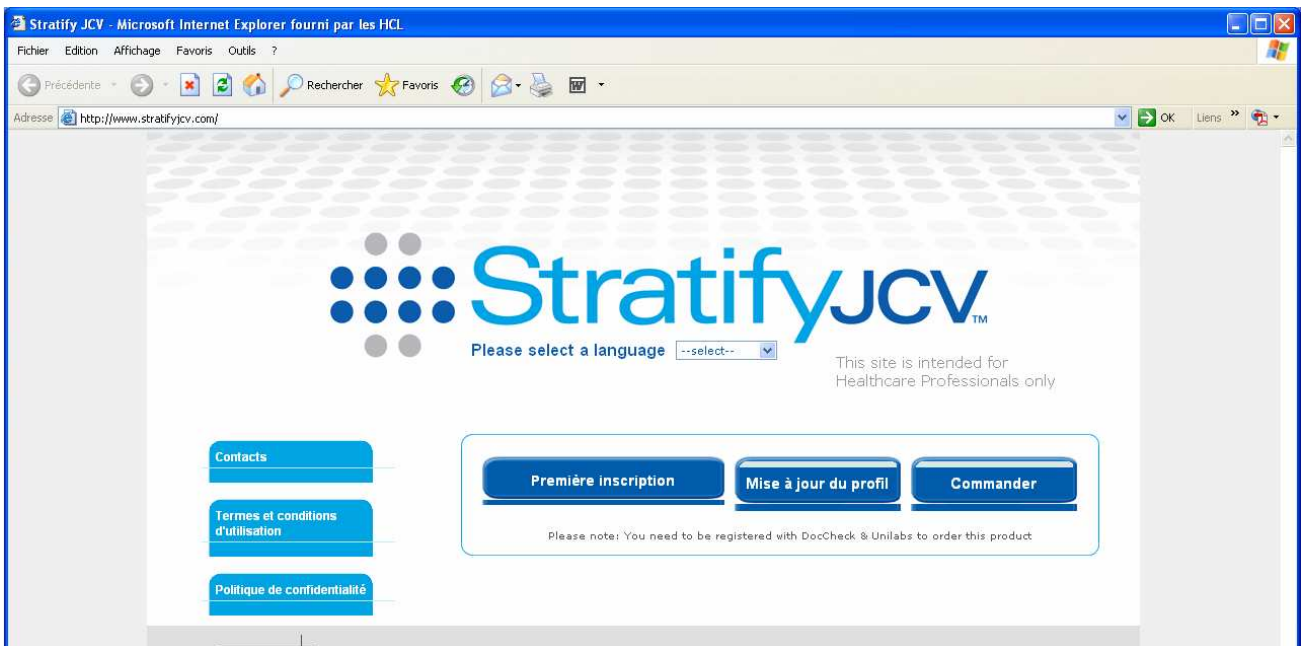 Stratify JCV - Microsoft Internet Explorer fourni par les HCL
Fichier Edition Affichage Favoris Outils ?
Précédente Rechercher Favoris
Adresse http://www.stratifyjcv.com/ OK Liens »
StratifyJCV™
Please select a language --select--
This site is intended for
Healthcare Professionals only
Contacts
Première inscription Mise à jour du profil Commander
Termes et conditions
d'utilisation
Please note: You need to be registered with DocCheck & Unilabs to order this product
Politique de confidentialité